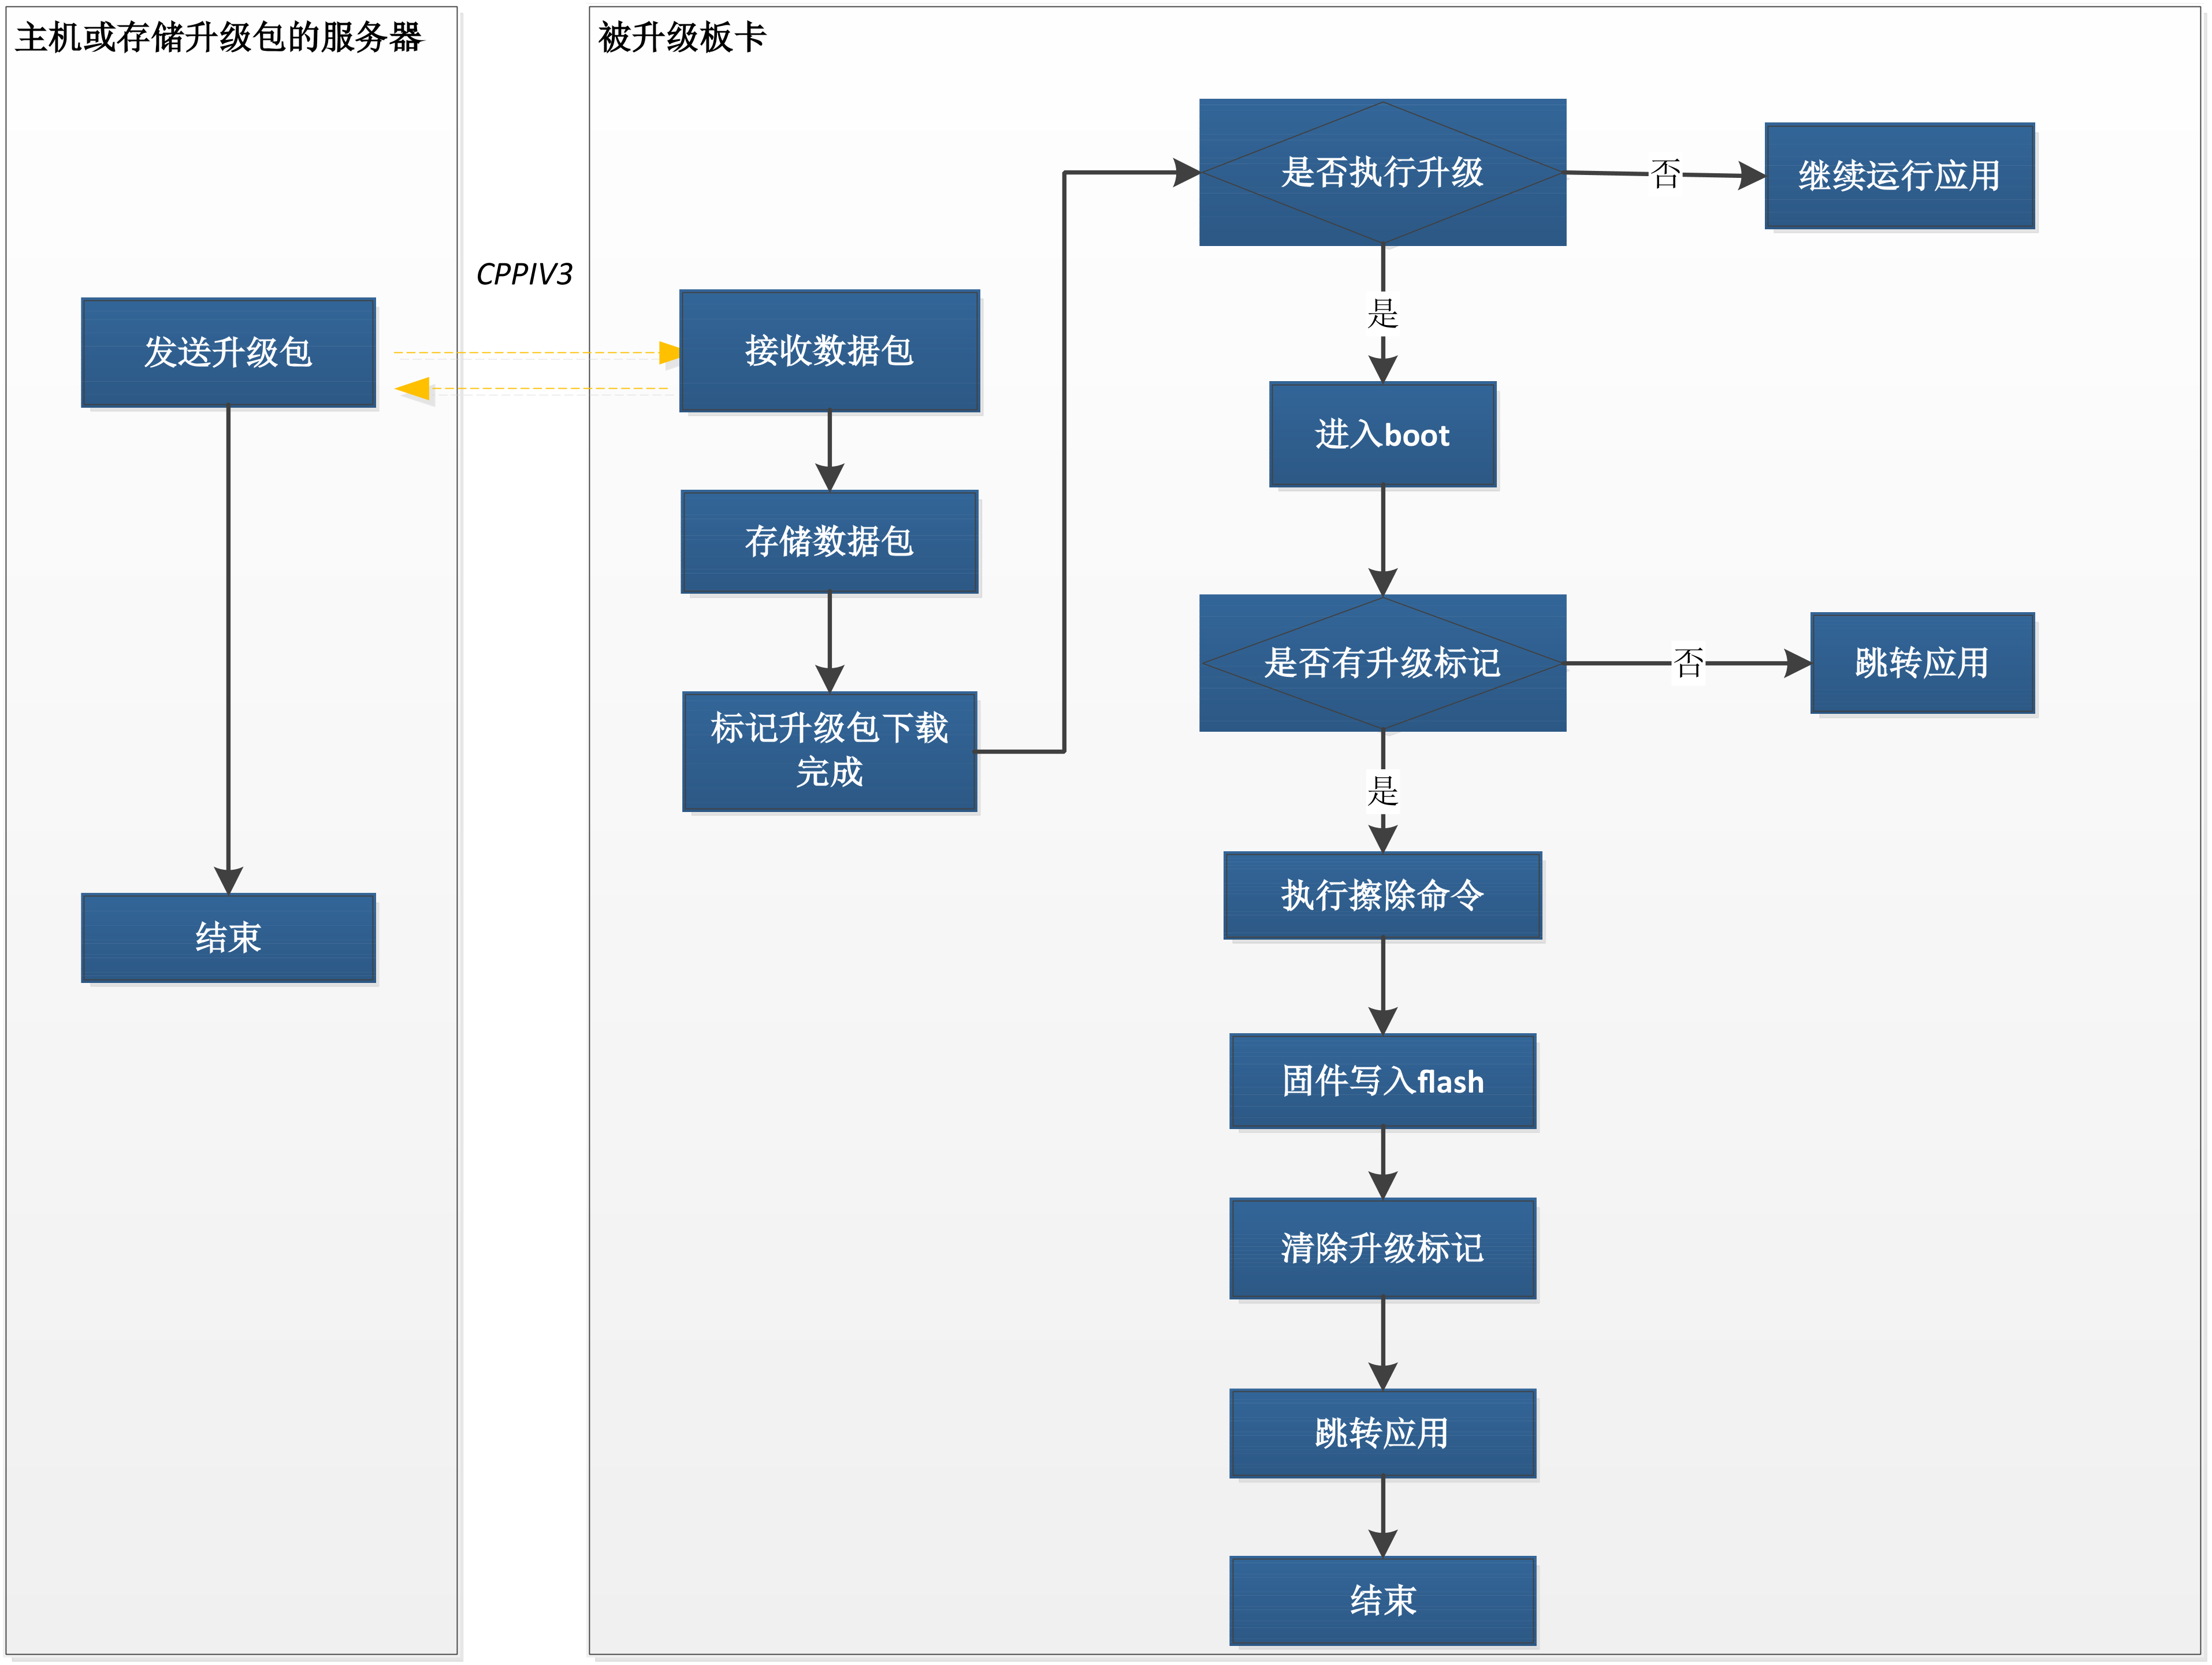 主机或存储升级包的服务器
发送升级包
结束
CPPIV3
被升级板卡
接收数据包
存储数据包
标记升级包下载
完成
是否执行升级
否
继续运行应用
是
进入boot
是否有升级标记
否
跳转应用
是
执行擦除命令
固件写入flash
清除升级标记
跳转应用
结束